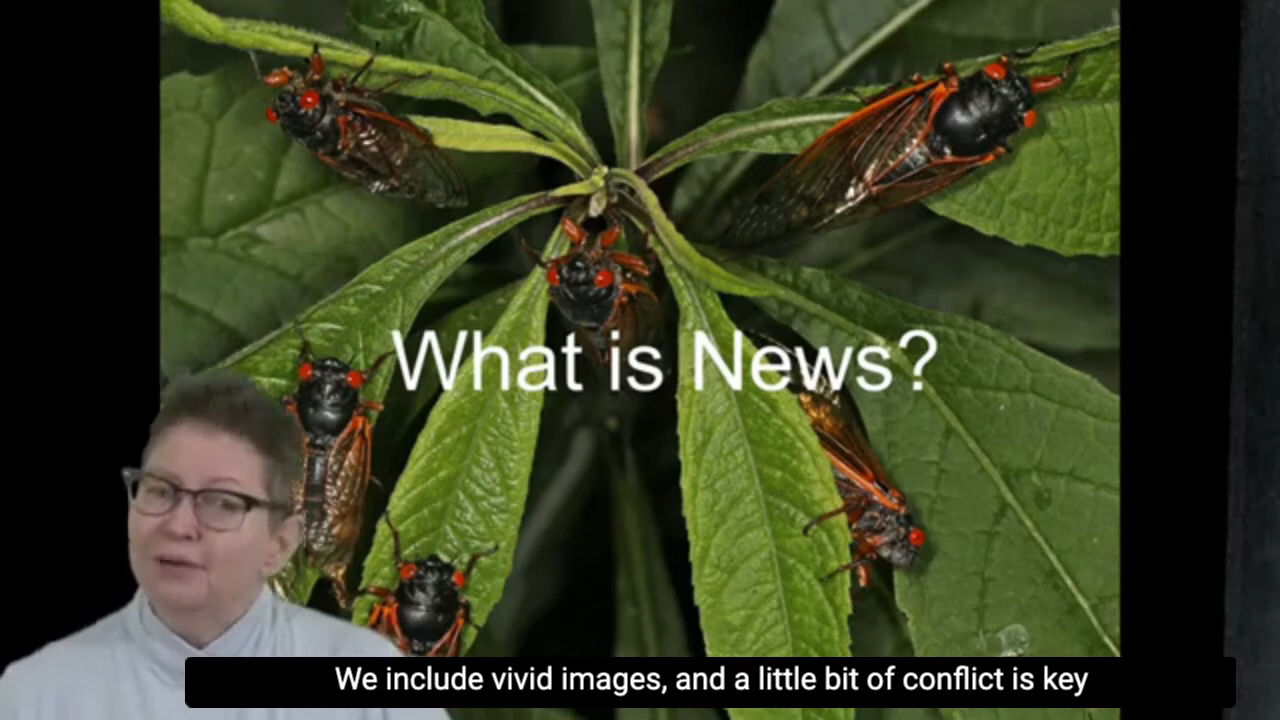 What is News?
We include vivid images, and a little bit of conflict is key